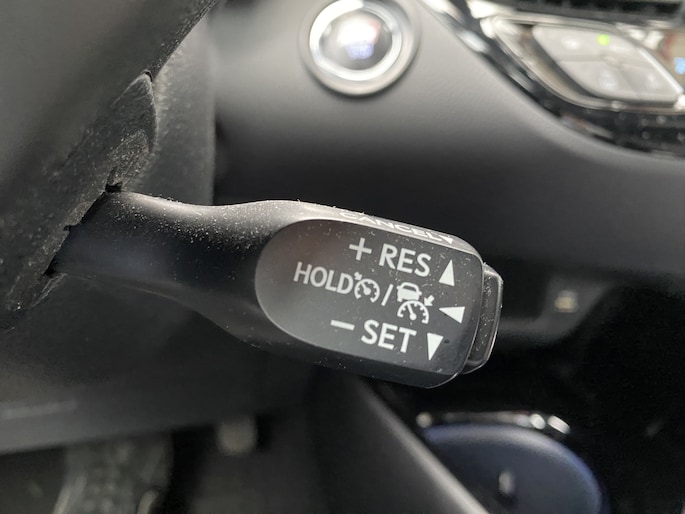 CANCEL▼
+ RES ▲
HOLD / ◀
− SET ▼